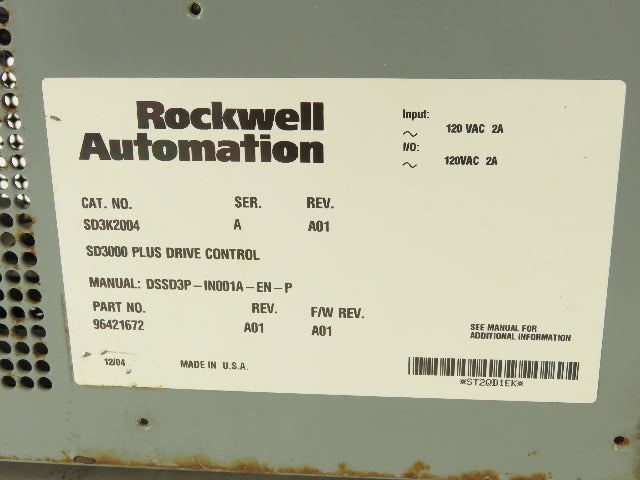 Rockwell
Automation
Input:
~ 120 VAC 2A
I/O:
~ 120VAC 2A
CAT. NO. SER. REV.
SD3K2004 A A01
SD3000 PLUS DRIVE CONTROL
MANUAL: DSSD3P-IN001A-EN-P
PART NO. REV. F/W REV.
96421672 A01 A01
SEE MANUAL FOR
ADDITIONAL INFORMATION
12/04 MADE IN U.S.A.
*ST2QD1EK*